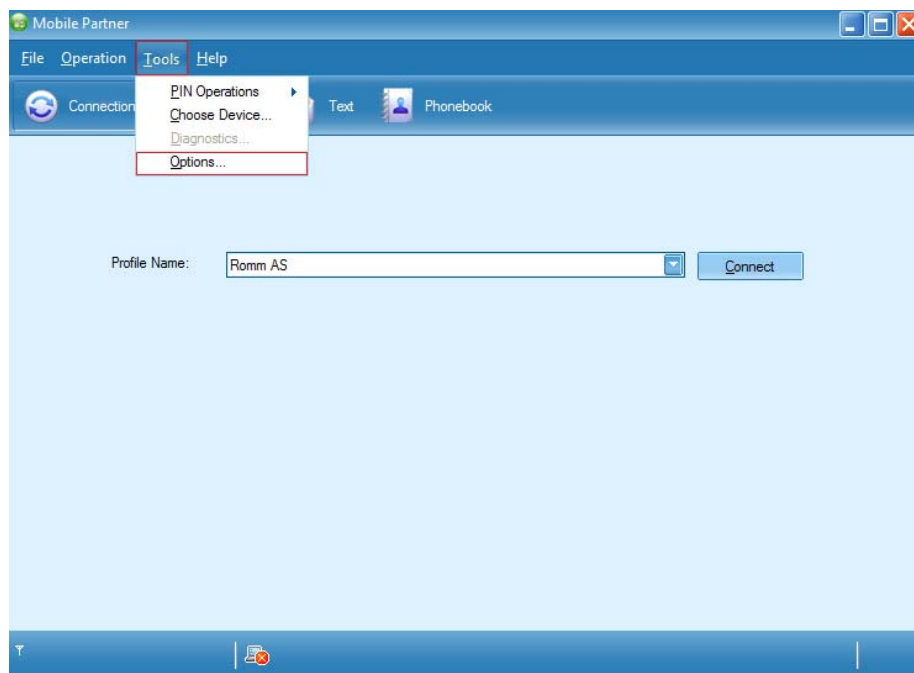 Mobile Partner
File Operation Tools Help
Connection Text Phonebook
PIN Operations
Choose Device...
Diagnostics...
Options...
Profile Name: Romm AS Connect